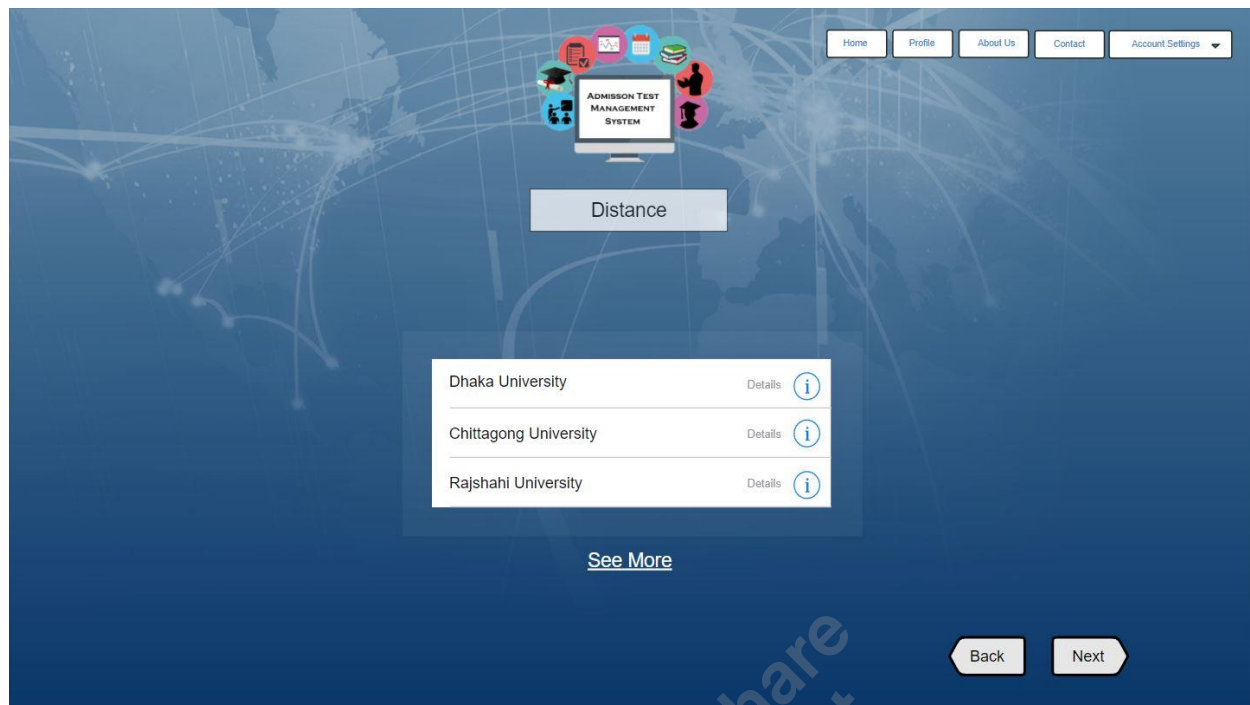 Home Profile About Us Contact Account Settings
ADMISSON TEST
MANAGEMENT
SYSTEM
Distance
Dhaka University Details i
Chittagong University Details i
Rajshahi University Details i
See More
Back Next